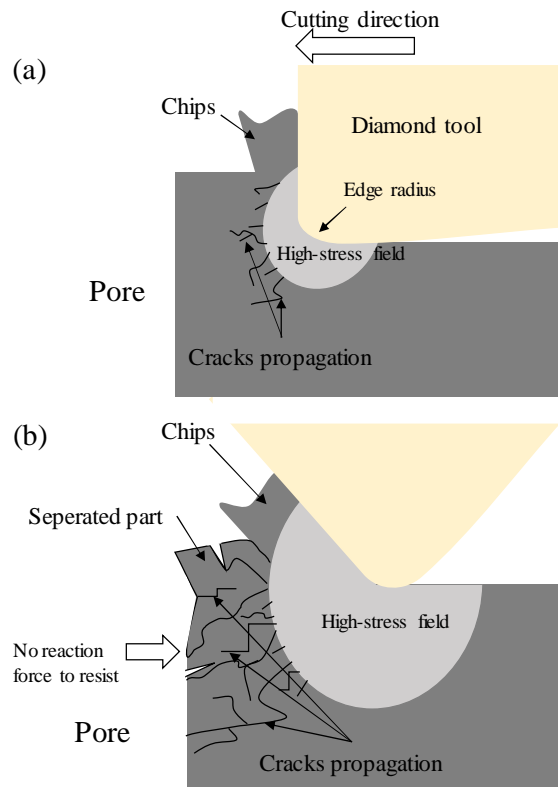 Cutting direction
(a)
Chips
Diamond tool
Edge radius
High-stress field
Pore
Cracks propagation
(b)
Chips
Seperated part
High-stress field
No reaction
force to resist
Pore
Cracks propagation